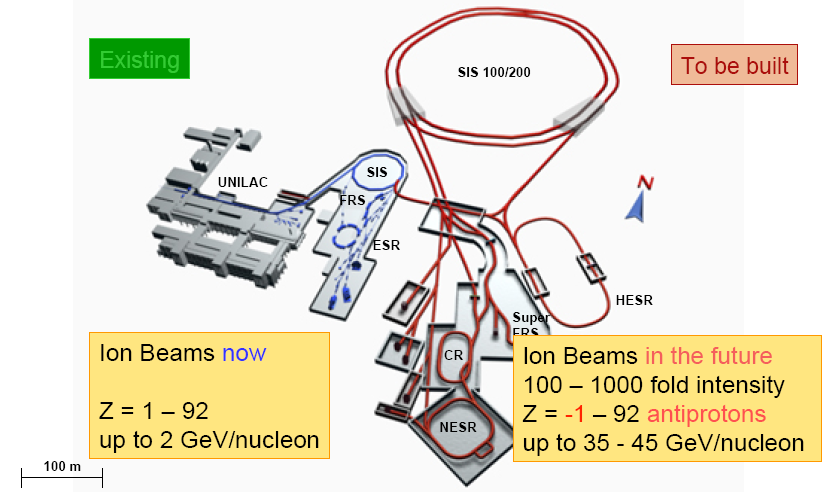 Existing
To be built
SIS 100/200
SIS
UNILAC
FRS
ESR
N
HESR
Super
FRS
CR
NESR
Ion Beams now
Z = 1 – 92
up to 2 GeV/nucleon
Ion Beams in the future
100 – 1000 fold intensity
Z = -1 – 92 antiprotons
up to 35 - 45 GeV/nucleon
100 m